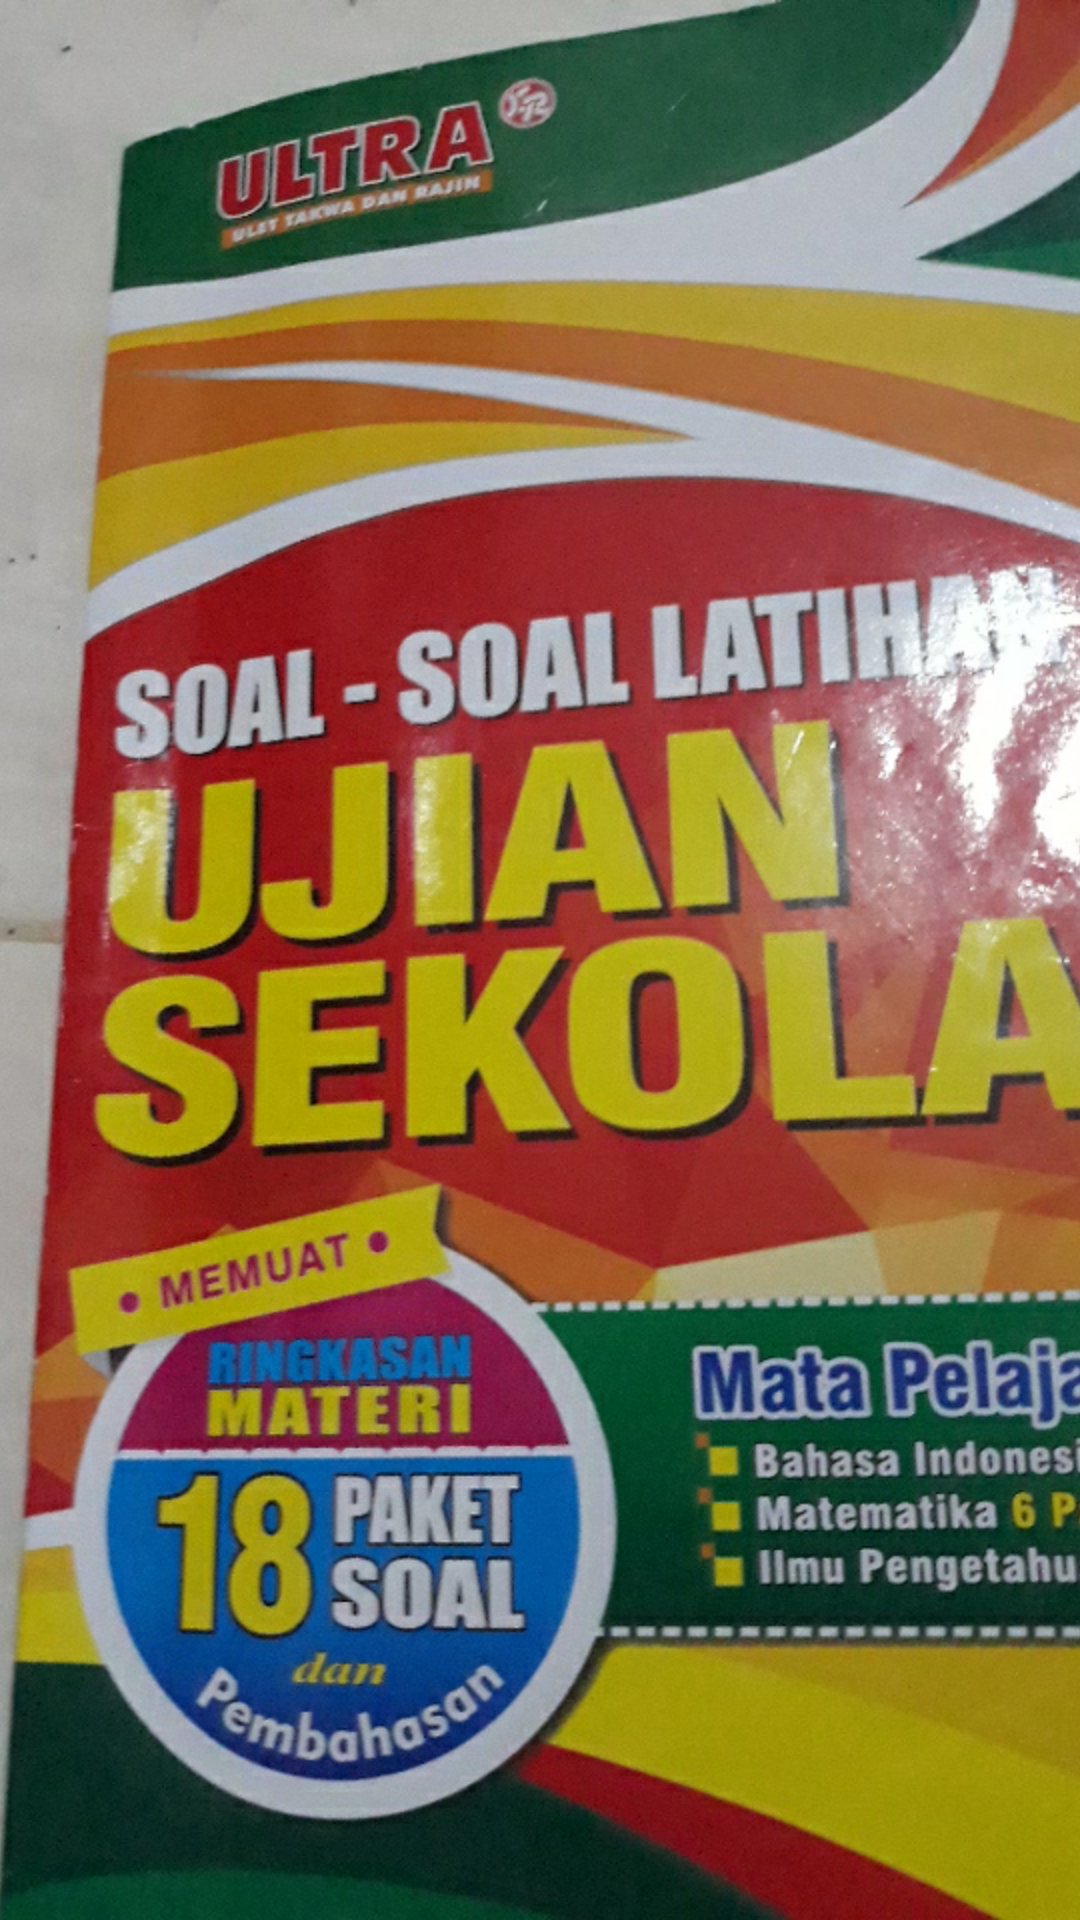 ULTRA
ULET TAKWA DAN RAJIN
SOAL - SOAL LATIHAN
UJIAN
SEKOLA
• MEMUAT •
RINGKASAN
MATERI
18 PAKET
SOAL
dan
Pembahasan
Mata Pelaja
Bahasa Indonesi
Matematika 6 P
Ilmu Pengetahu